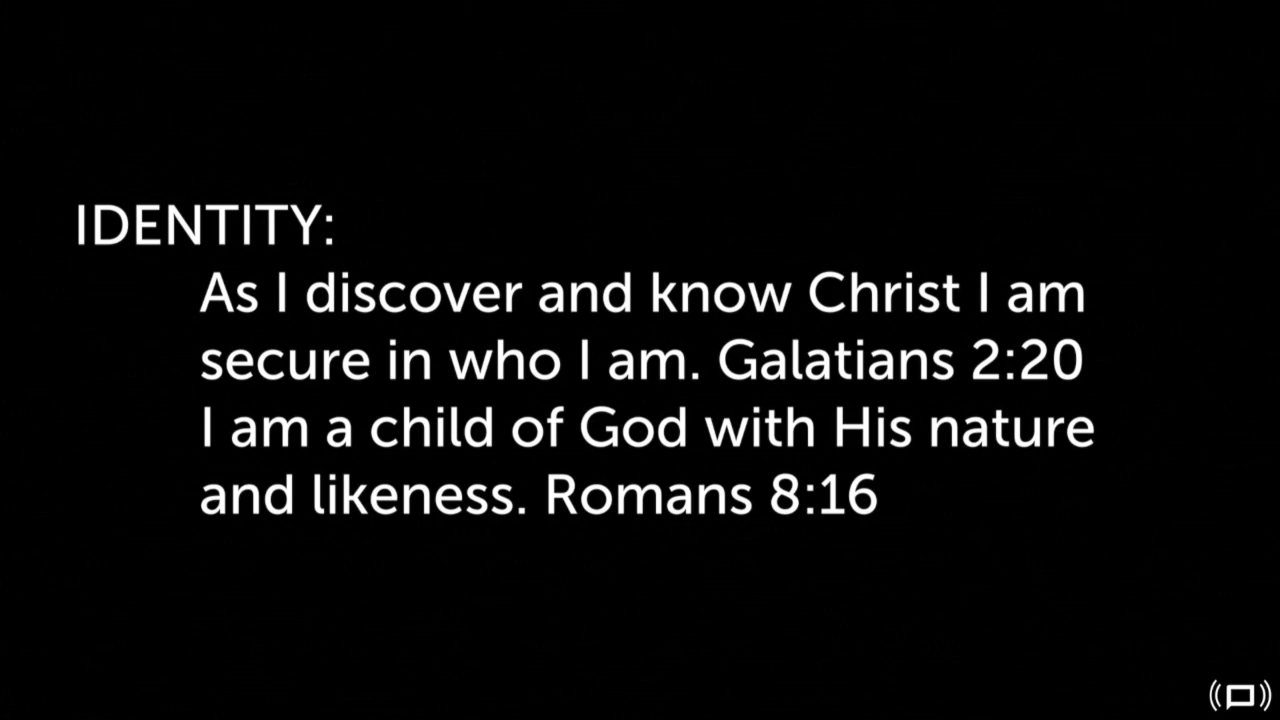 IDENTITY:
As I discover and know Christ I am
secure in who I am. Galatians 2:20
I am a child of God with His nature
and likeness. Romans 8:16